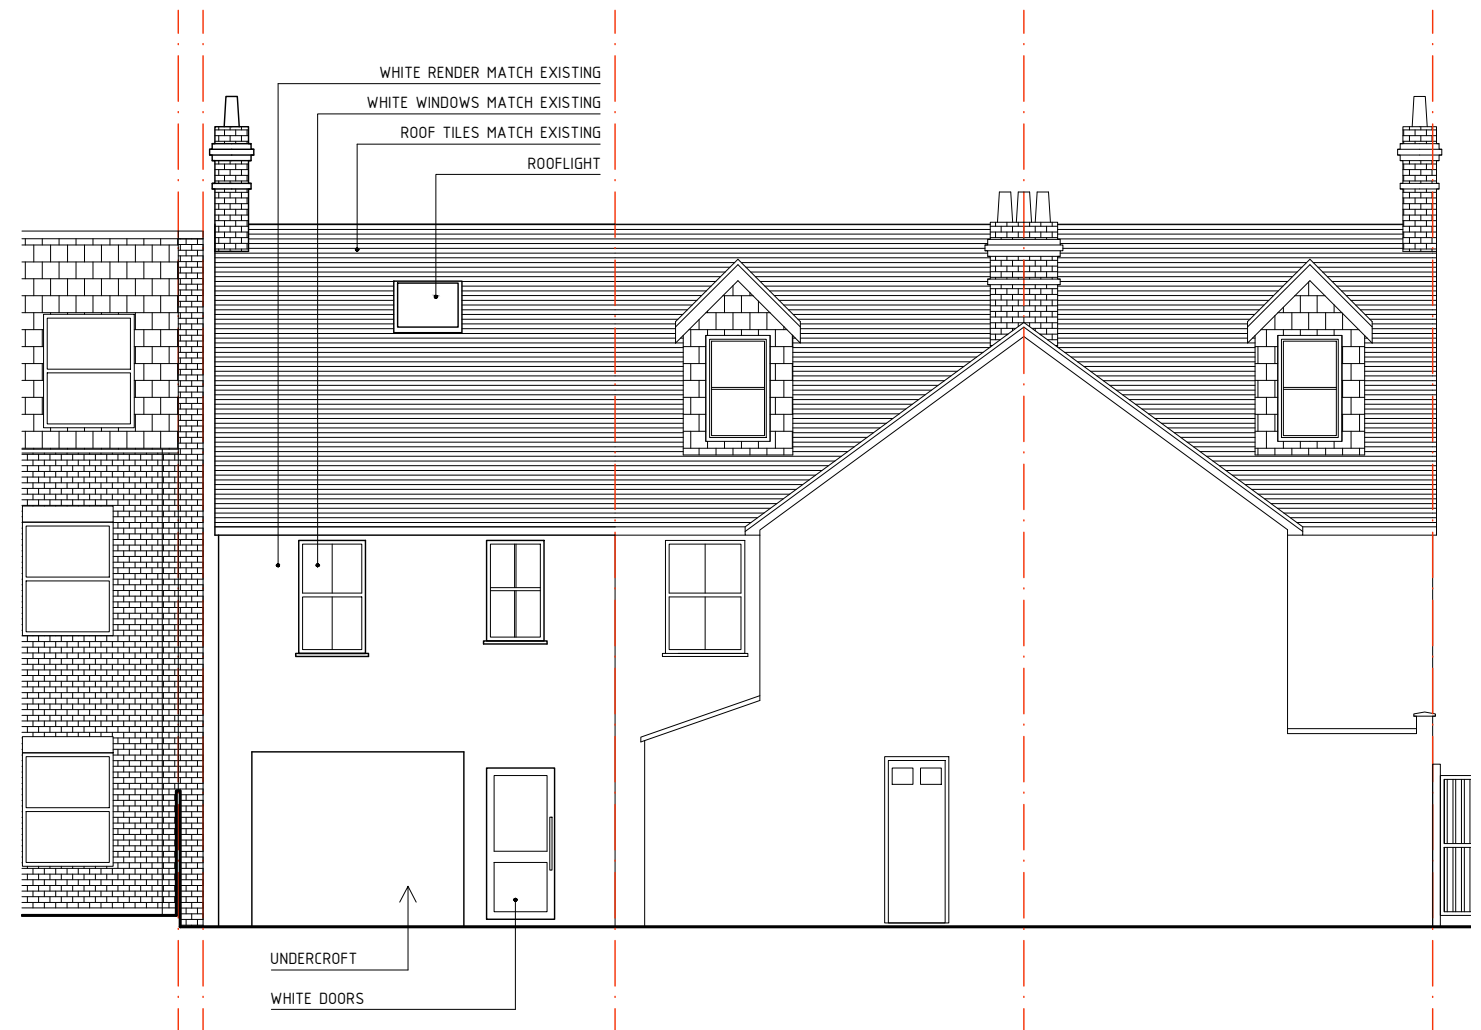 WHITE RENDER MATCH EXISTING
WHITE WINDOWS MATCH EXISTING
ROOF TILES MATCH EXISTING
ROOFLIGHT
UNDERCROFT
WHITE DOORS